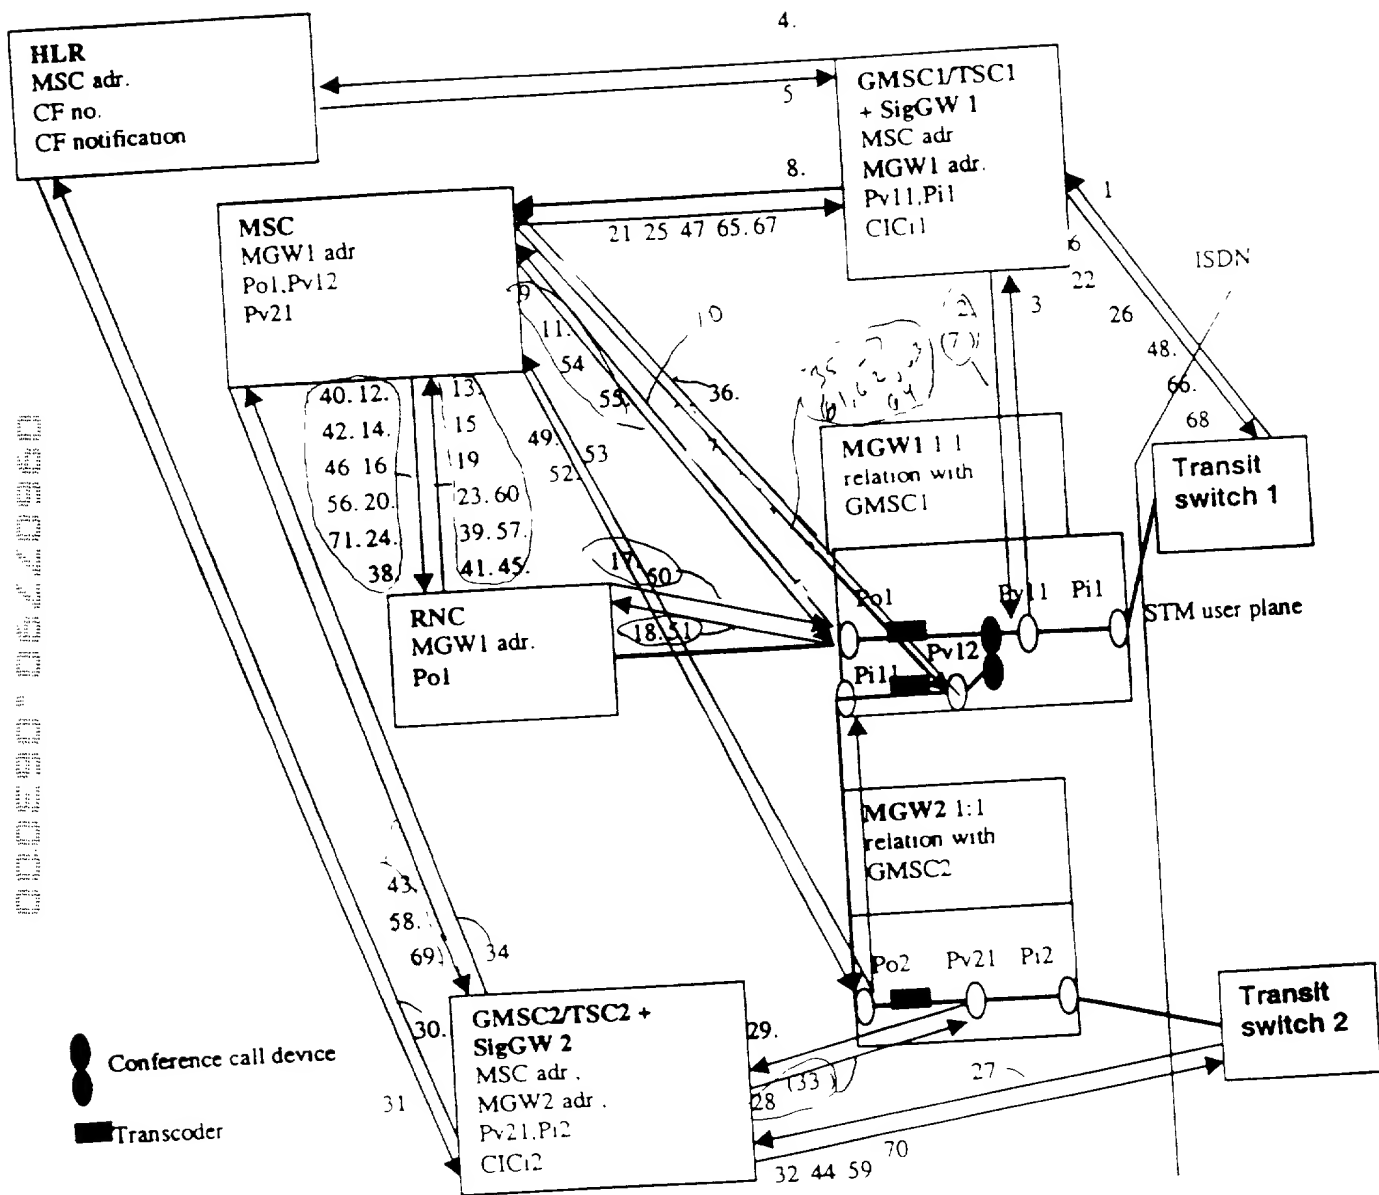 4.
HLR
MSC adr.
CF no.
CF notification
5
GMSC1/TSC1
+ SigGW 1
MSC adr
MGW1 adr.
Pv11,Pi1
CICi1
8.
21 25 47 65.67
1
MSC
MGW1 adr
Po1,Pv12
Pv21
6
22
ISDN
9
11.
54
55.
10
36.
2
(7)
3
26
48.
66.
68
35
61, 62,
64
40. 12.
42. 14.
46 16
56. 20.
71. 24.
38.
13.
15
19
23. 60
39. 57.
41. 45.
49.
52.
53
MGW1 1 1
relation with
GMSC1
Transit
switch 1
17.
50
18. 51
RNC
MGW1 adr.
Po1
Po1
Pv11
Pi1
STM user plane
Pv12
Pi11
MGW2 1:1
relation with
GMSC2
43.
58.
69.
34
Po2
Pv21
Pi2
Transit
switch 2
30.
31
GMSC2/TSC2 +
SigGW 2
MSC adr.
MGW2 adr.
Pv21,Pi2
CICi2
29.
(33)
28
27
70
32 44 59
Conference call device
Transcoder